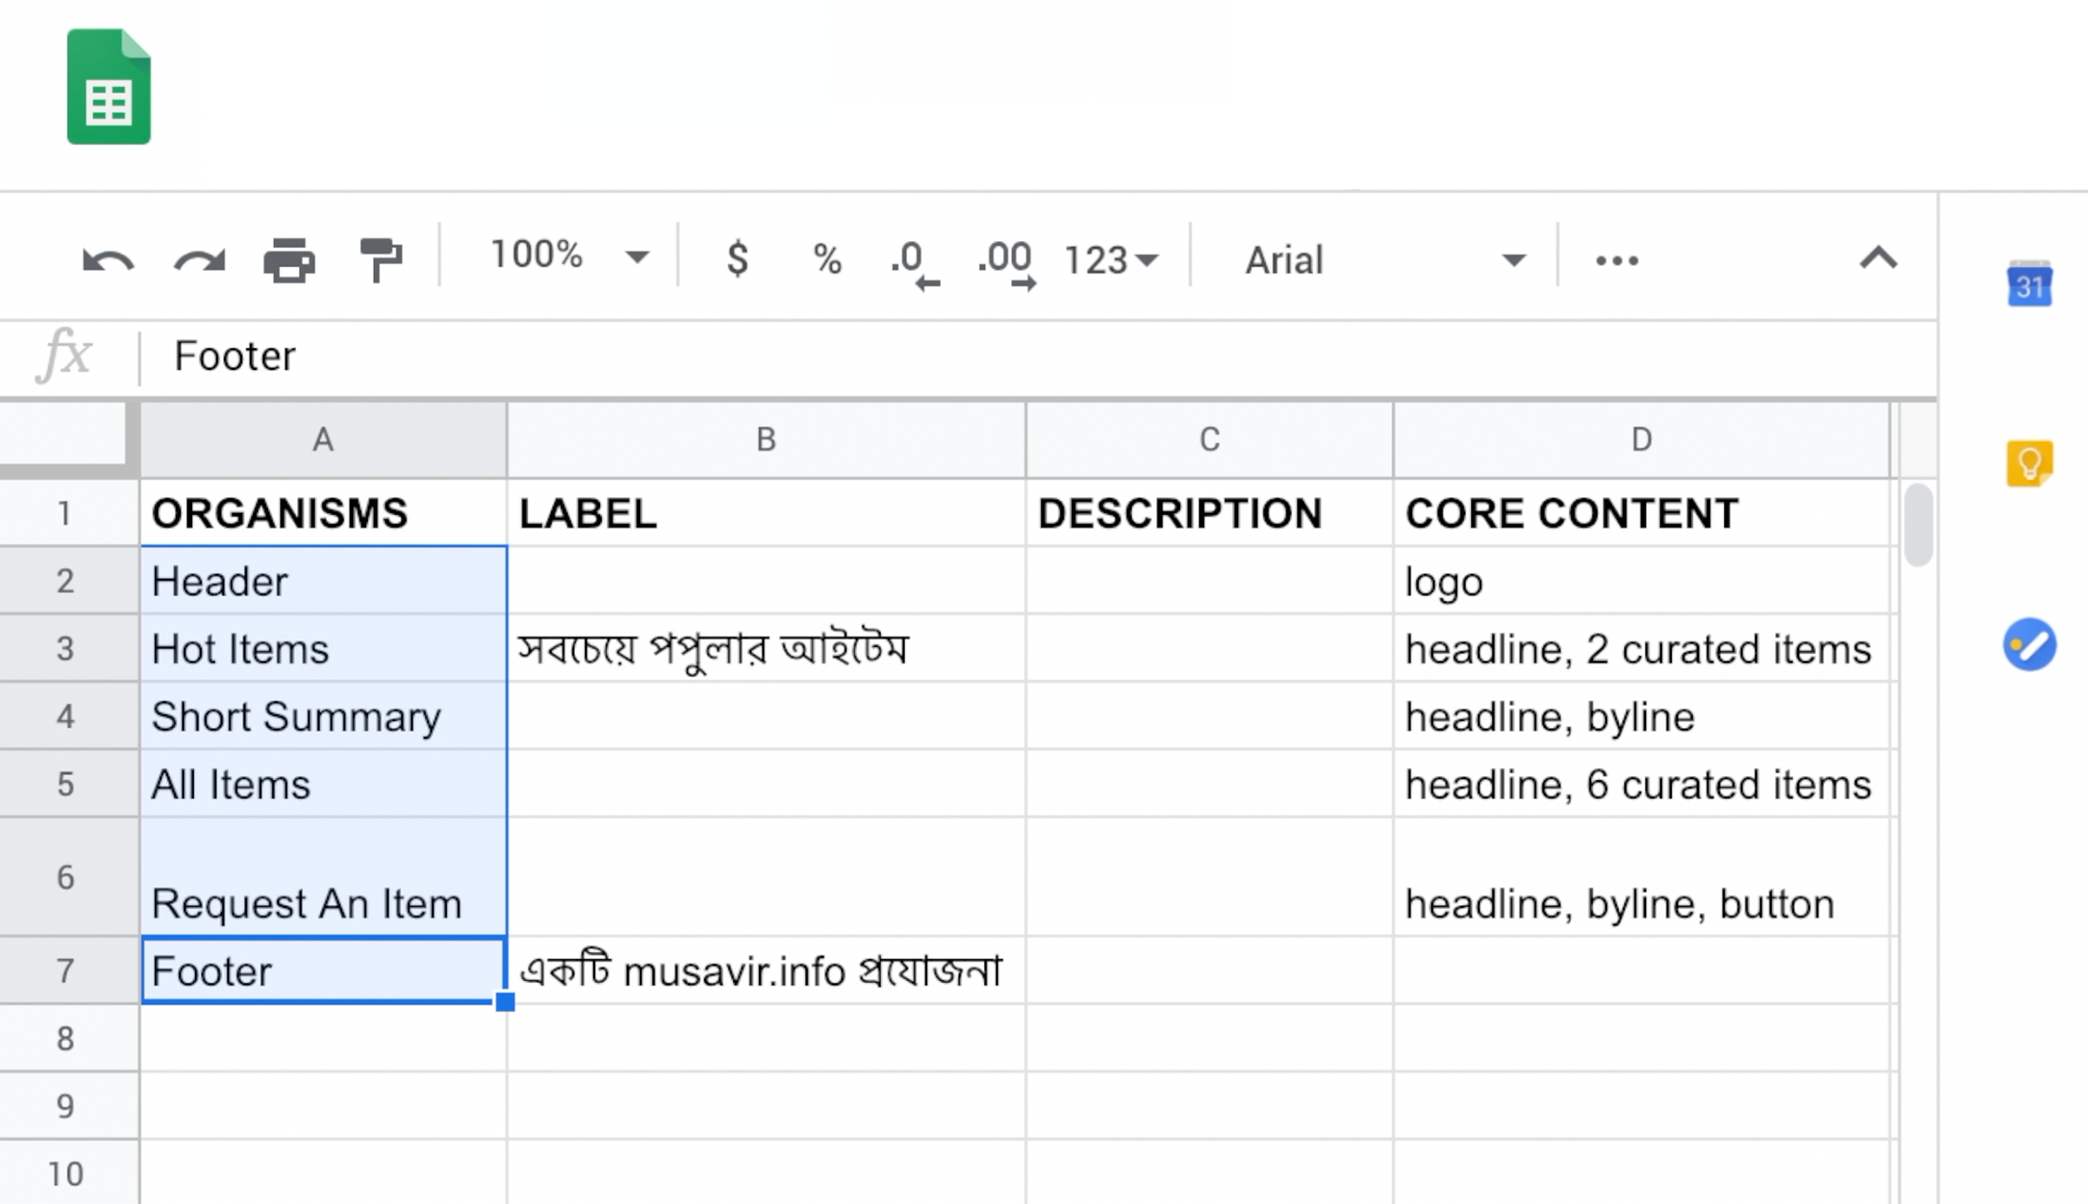 100% $ % .0 .00 123 Arial
31
fx Footer
A B C D
1 ORGANISMS LABEL DESCRIPTION CORE CONTENT
2 Header logo
3 Hot Items সবচেয়ে পপুলার আইটেম headline, 2 curated items
4 Short Summary headline, byline
5 All Items headline, 6 curated items
6 Request An Item headline, byline, button
7 Footer একটি musavir.info প্রযোজনা
8
9
10